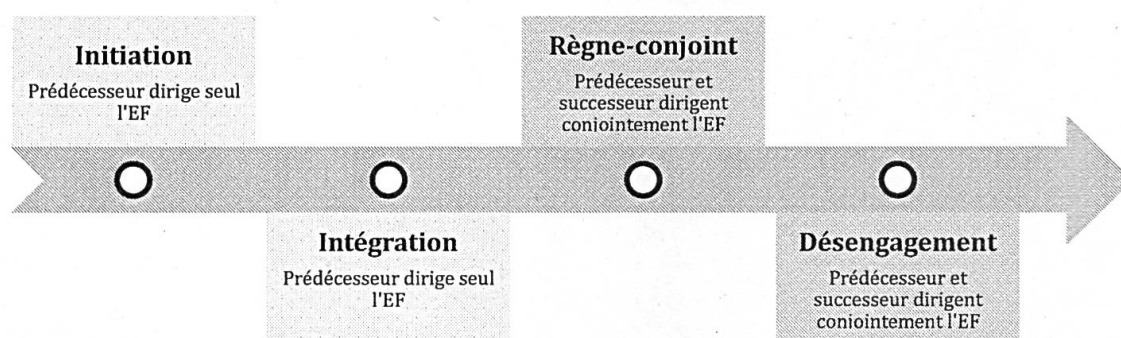 Initiation
Prédécesseur dirige seul
l'EF
Intégration
Prédécesseur dirige seul
l'EF
Règne-conjoint
Prédécesseur et
successeur dirigent
conjointement l'EF
Désengagement
Prédécesseur et
successeur dirigent
conjointement l'EF